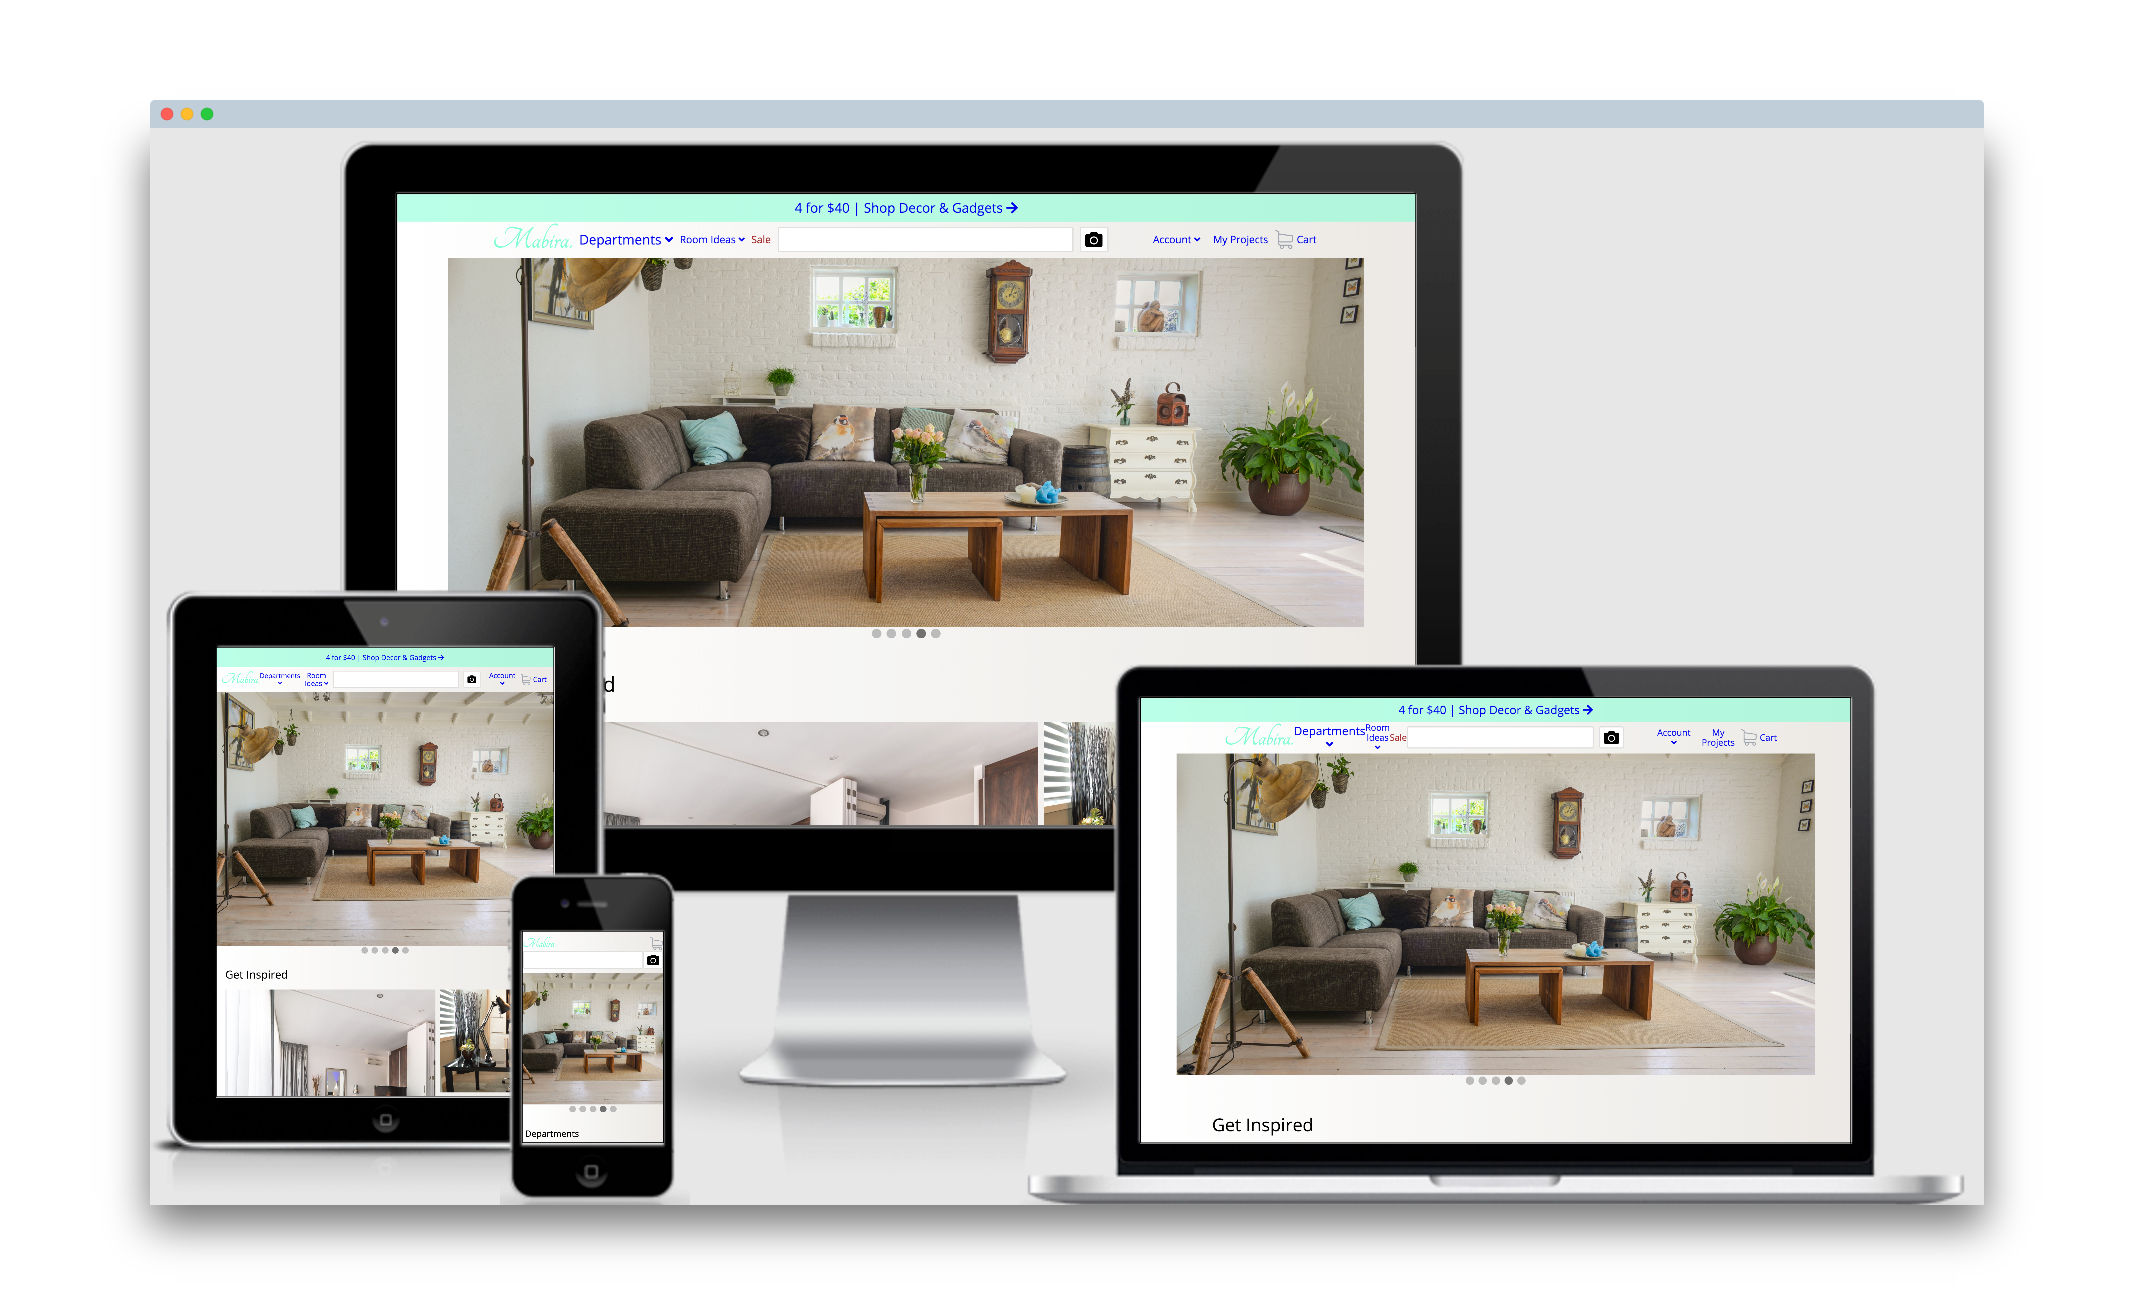 4 for $40 | Shop Decor & Gadgets
Mabira. Departments Room Ideas Sale Account My Projects Cart
d
4 for $40 | Shop Decor & Gadgets
Mabira. Departments Room Ideas Account Cart
Get Inspired
Mabira.
Departments
4 for $40 | Shop Decor & Gadgets
Mabira. Departments Room Ideas Sale Account My Projects Cart
Get Inspired